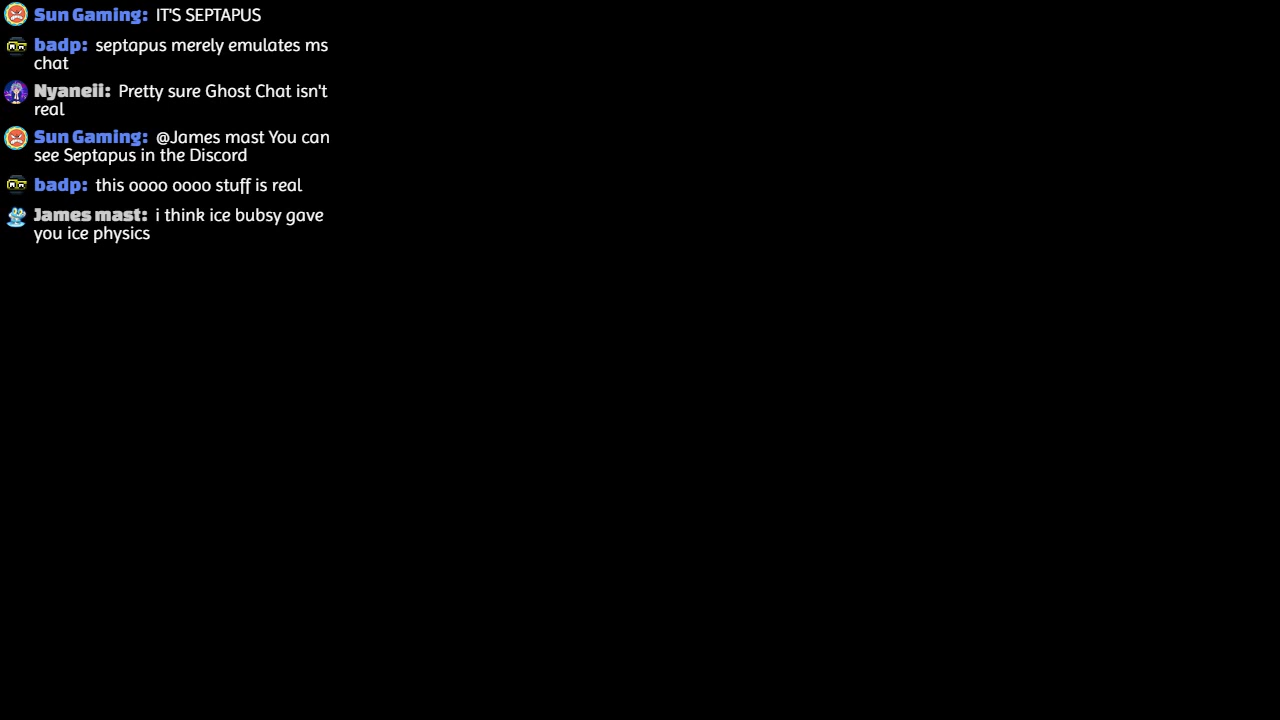 Sun Gaming: IT'S SEPTAPUS
badp: septapus merely emulates ms
chat
Nyaneii: Pretty sure Ghost Chat isn't
real
Sun Gaming: @James mast You can
see Septapus in the Discord
badp: this oooo oooo stuff is real
James mast: i think ice bubsy gave
you ice physics